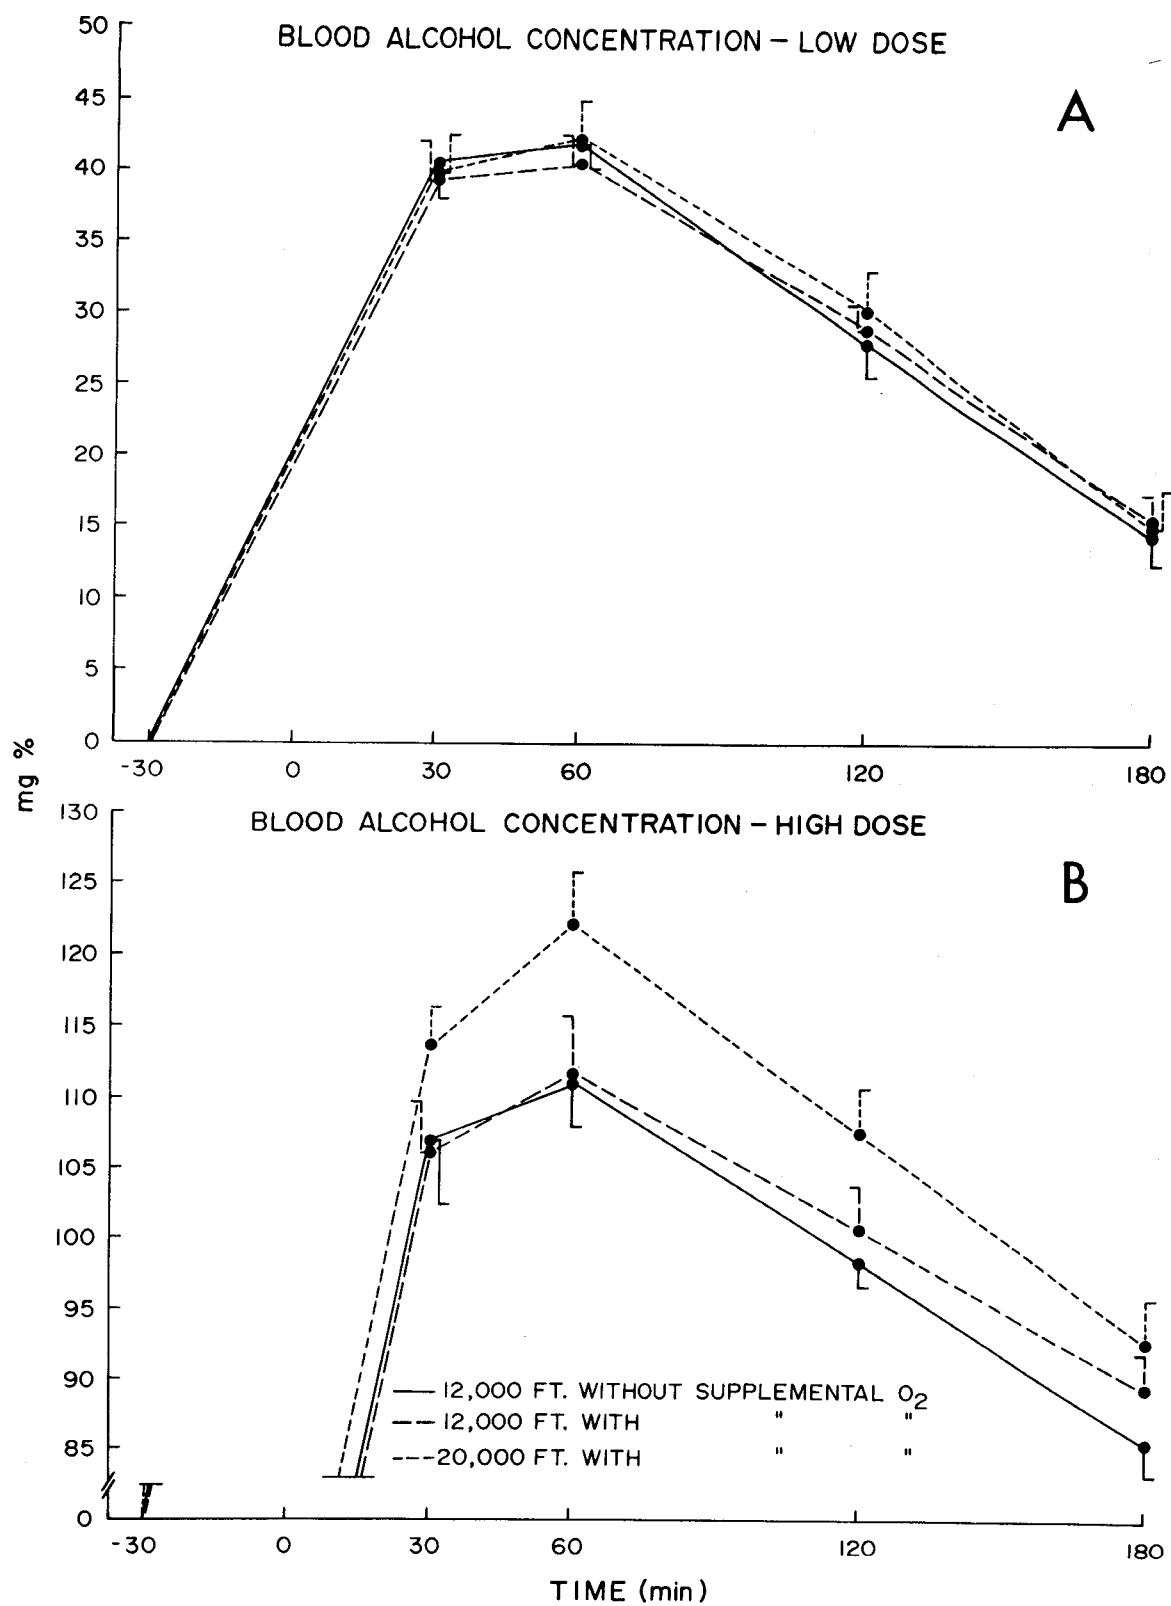 BLOOD ALCOHOL CONCENTRATION – LOW DOSE
A
50
45
40
35
30
25
20
15
10
5
0
-30 0 30 60 120 180
mg %
BLOOD ALCOHOL CONCENTRATION – HIGH DOSE
B
130
125
120
115
110
105
100
95
90
85
0
12,000 FT. WITHOUT SUPPLEMENTAL O2
12,000 FT. WITH " "
20,000 FT. WITH " "
-30 0 30 60 120 180
TIME (min)